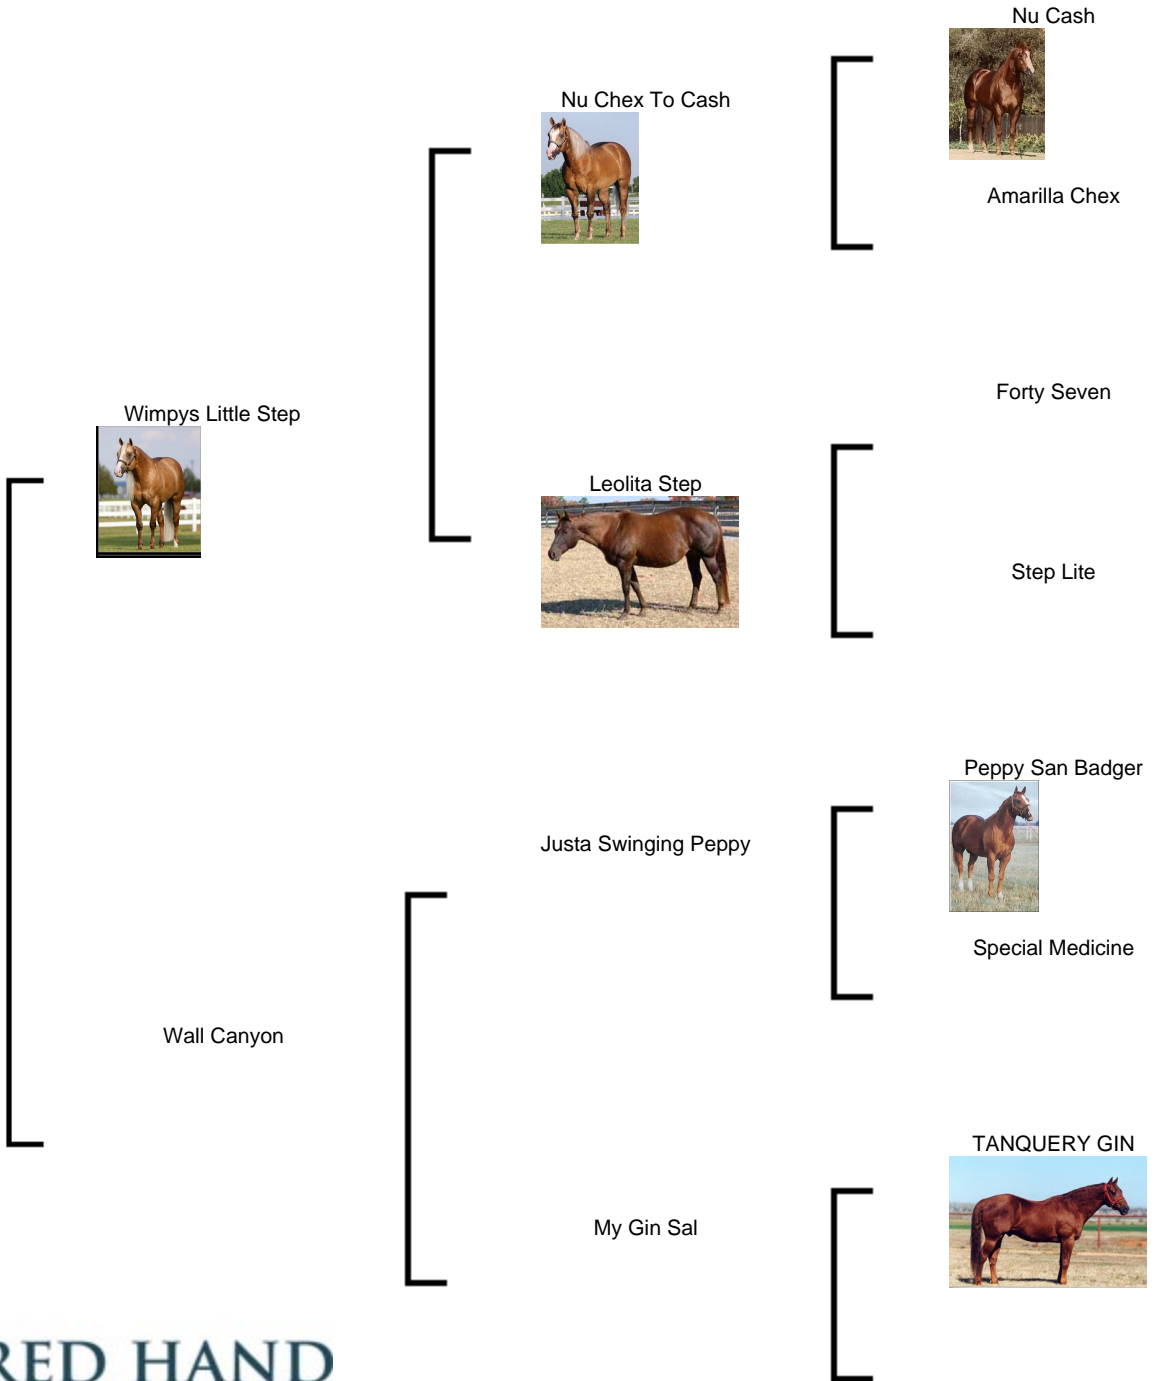 Nu Cash
Nu Chex To Cash
Amarilla Chex
Forty Seven
Wimpys Little Step
Leolita Step
Step Lite
Peppy San Badger
Justa Swinging Peppy
Special Medicine
Wall Canyon
TANQUERY GIN
My Gin Sal
RED HAND